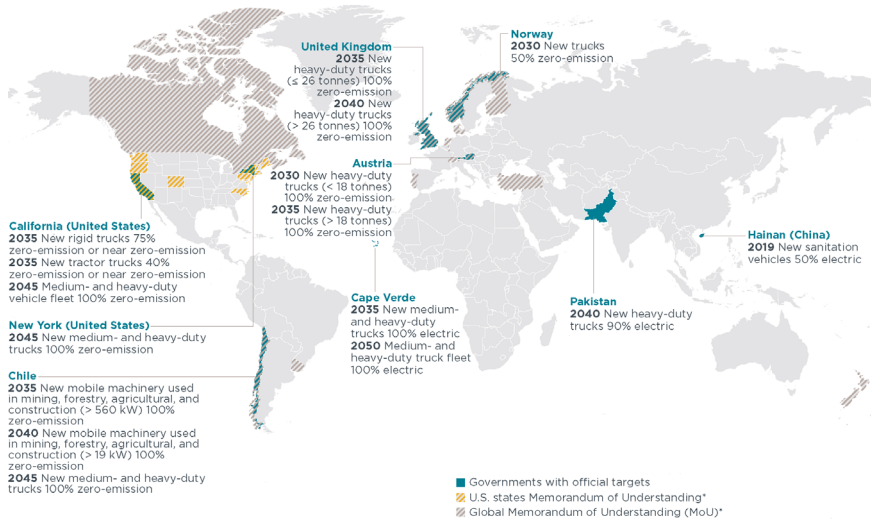 Norway
2030 New trucks
50% zero-emission
United Kingdom
2035 New
heavy-duty trucks
(≤ 26 tonnes) 100%
zero-emission
2040 New
heavy-duty trucks
(> 26 tonnes) 100%
zero-emission
Austria
2030 New heavy-duty
trucks (< 18 tonnes)
100% zero-emission
2035 New heavy-duty
trucks (> 18 tonnes)
100% zero-emission
California (United States)
2035 New rigid trucks 75%
zero-emission or near zero-emission
2035 New tractor trucks 40%
zero-emission or near zero-emission
2045 Medium- and heavy-duty
vehicle fleet 100% zero-emission
Hainan (China)
2019 New sanitation
vehicles 50% electric
New York (United States)
2045 New medium- and heavy-duty
trucks 100% zero-emission
Cape Verde
2035 New medium-
and heavy-duty
trucks 100% electric
2050 Medium- and
heavy-duty truck fleet
100% electric
Pakistan
2040 New heavy-duty
trucks 90% electric
Chile
2035 New mobile machinery used
in mining, forestry, agricultural, and
construction (> 560 kW) 100%
zero-emission
2040 New mobile machinery used
in mining, forestry, agricultural, and
construction (> 19 kW) 100%
zero-emission
2045 New medium- and heavy-duty
trucks 100% zero-emission
Governments with official targets
U.S. states Memorandum of Understanding*
Global Memorandum of Understanding (MoU)*